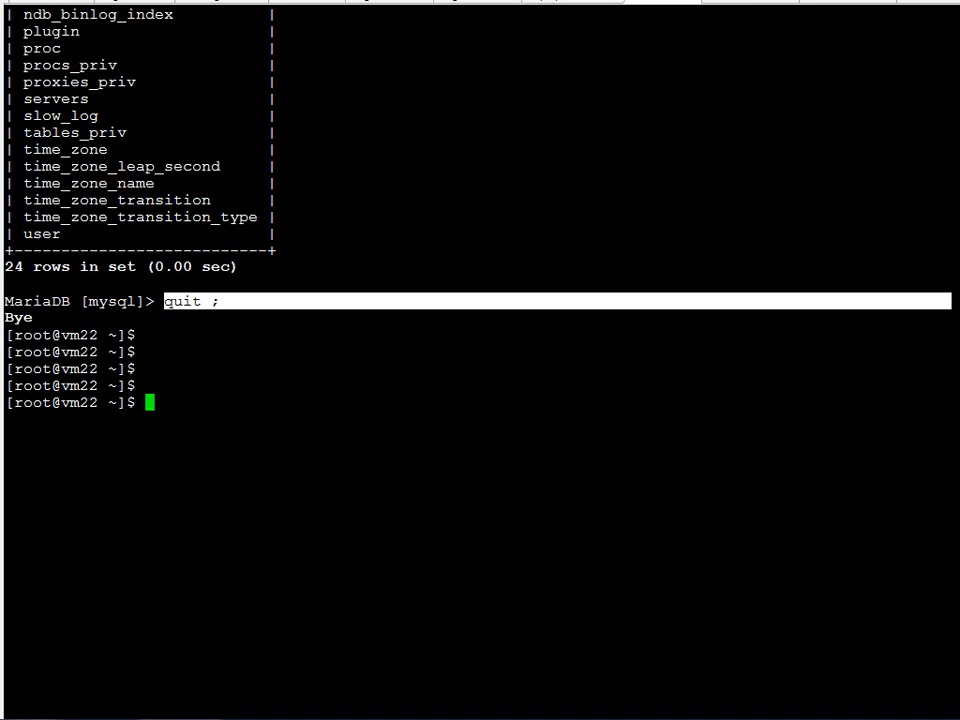 | ndb_binlog_index          |
| plugin                    |
| proc                      |
| procs_priv                |
| proxies_priv              |
| servers                   |
| slow_log                  |
| tables_priv               |
| time_zone                 |
| time_zone_leap_second     |
| time_zone_name            |
| time_zone_transition      |
| time_zone_transition_type |
| user                      |
+---------------------------+
24 rows in set (0.00 sec)
MariaDB [mysql]> quit ;
Bye
[root@vm22 ~]$
[root@vm22 ~]$
[root@vm22 ~]$
[root@vm22 ~]$
[root@vm22 ~]$